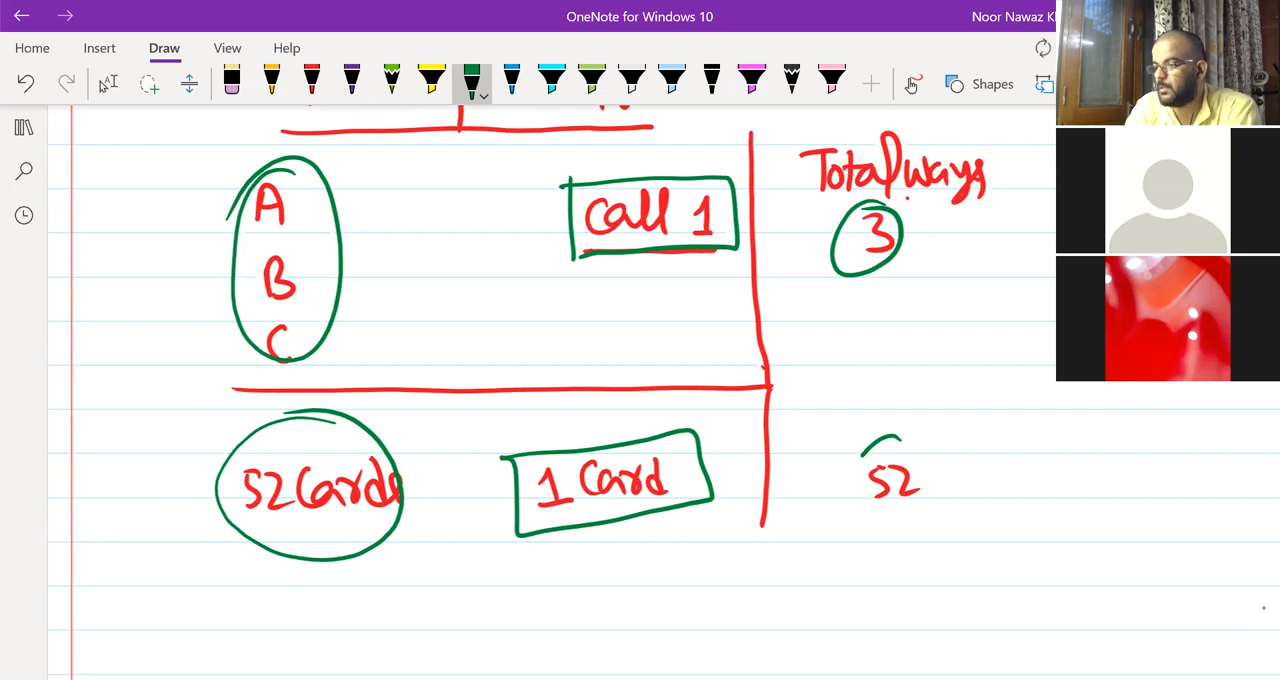 OneNote for Windows 10
Noor Nawaz Kh
Home Insert Draw View Help
Shapes
Total ways
A
Call 1
3
B
C
52 Cards
1 Card
52